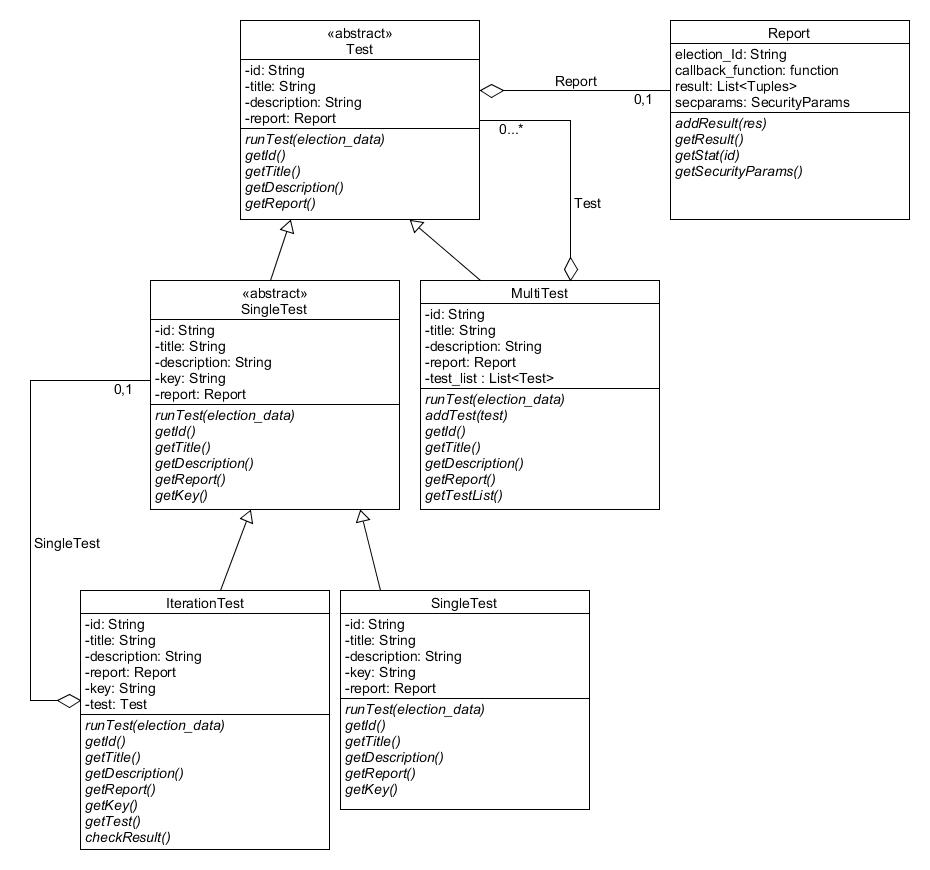 «abstract»
Test
-id: String
-title: String
-description: String
-report: Report
runTest(election_data)
getId()
getTitle()
getDescription()
getReport()
Report
0,1
Report
election_Id: String
callback_function: function
result: List<Tuples>
secparams: SecurityParams
addResult(res)
getResult()
getStat(id)
getSecurityParams()
0...*
Test
«abstract»
SingleTest
-id: String
-title: String
-description: String
-key: String
-report: Report
runTest(election_data)
getId()
getTitle()
getDescription()
getReport()
getKey()
MultiTest
-id: String
-title: String
-description: String
-report: Report
-test_list : List<Test>
runTest(election_data)
addTest(test)
getId()
getTitle()
getDescription()
getReport()
getTestList()
0,1
SingleTest
IterationTest
-id: String
-title: String
-description: String
-report: Report
-key: String
-test: Test
runTest(election_data)
getId()
getTitle()
getDescription()
getReport()
getKey()
getTest()
checkResult()
SingleTest
-id: String
-title: String
-description: String
-key: String
-report: Report
runTest(election_data)
getId()
getTitle()
getDescription()
getReport()
getKey()